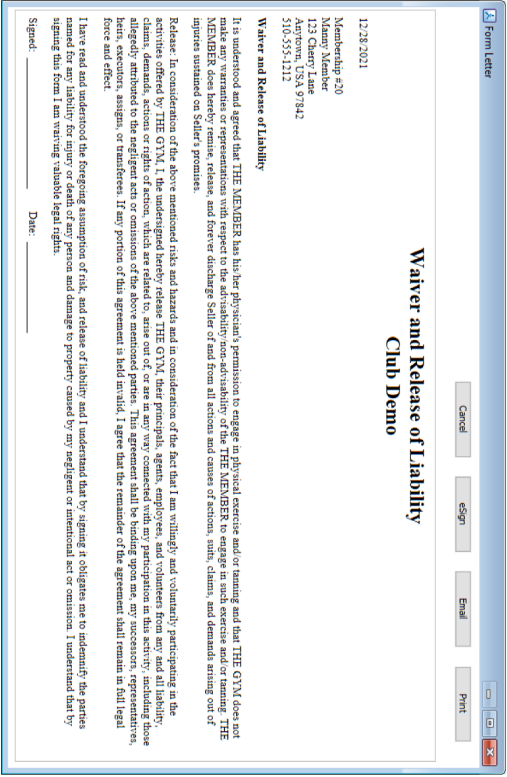 Form Letter
Cancel
eSign
Email
Print
Waiver and Release of Liability
Club Demo
12/28/2021
Membership #20
Manny Member
123 Cherry Lane
Anytown, USA 97842
510-555-1212
Waiver and Release of Liability
It is understood and agreed that THE MEMBER has his/her physician's permission to engage in physical exercise and/or tanning and that THE GYM does not
make any warranties or representations with respect to the advisability/non-advisability of the THE MEMBER to engage in such exercise and/or tanning. THE
MEMBER does hereby remise, release, and forever discharge Seller of and from all actions and causes of actions, suits, claims, and demands arising out of
injuries sustained on Seller's promises.
Release: In consideration of the above mentioned risks and hazards and in consideration of the fact that I am willingly and voluntarily participating in the
activities offered by THE GYM, I, the undersigned hereby release THE GYM, their principals, agents, employees, and volunteers from any and all liability,
claims, demands, actions or rights of action, which are related to, arise out of, or are in any way connected with my participation in this activity, including those
allegedly attributed to the negligent acts or omissions of the above mentioned parties. This agreement shall be binding upon me, my successors, representatives,
heirs, executors, assigns, or transferees. If any portion of this agreement is held invalid, I agree that the remainder of the agreement shall remain in full legal
force and effect.
I have read and understood the foregoing assumption of risk, and release of liability and I understand that by signing it obligates me to indemnify the parties
named for any liability for injury or death of any person and damage to property caused by my negligent or intentional act or omission. I understand that by
signing this form I am waiving valuable legal rights.
Signed: Date: